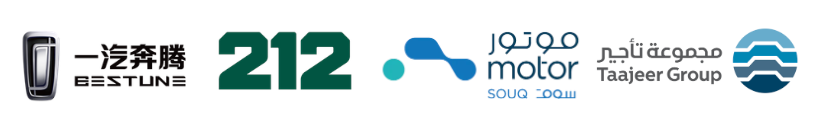 一汽奔腾
BESTUNE
212
موتور
motor
SOUQ سوق
مجموعة تأجير
Taajeer Group